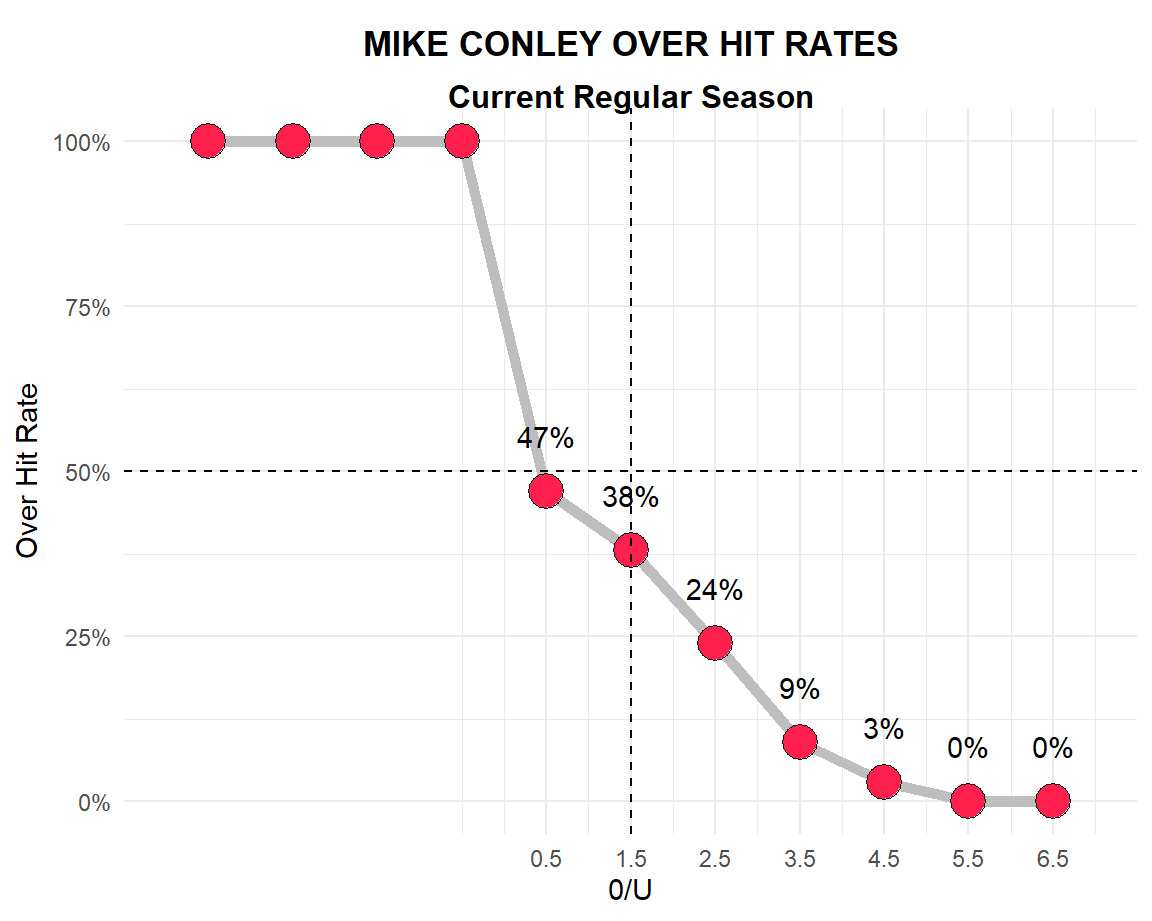 MIKE CONLEY OVER HIT RATES
Current Regular Season
100%
75%
50%
25%
0%
Over Hit Rate
47%
38%
24%
9%
3%
0%
0%
0.5 1.5 2.5 3.5 4.5 5.5 6.5
0/U